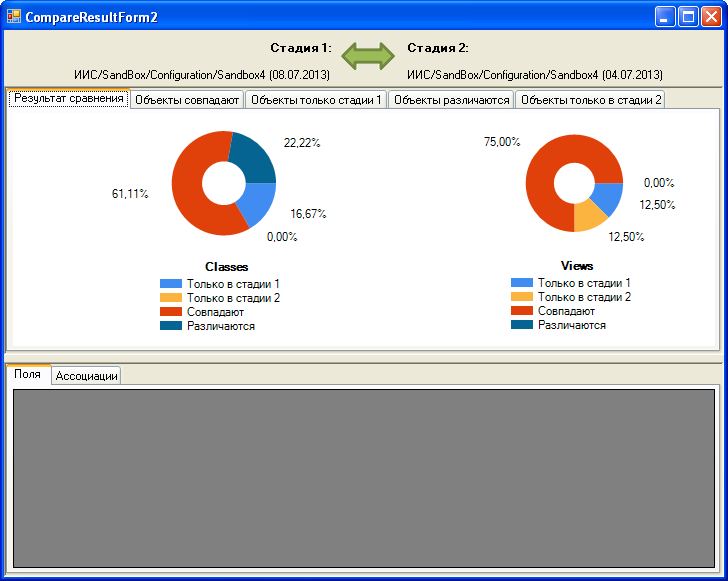 CompareResultForm2
Стадия 1: Стадия 2:
ИИС/SandBox/Configuration/Sandbox4 (08.07.2013) ИИС/SandBox/Configuration/Sandbox4 (04.07.2013)
Результат сравнения Объекты совпадают Объекты только стадии 1 Объекты различаются Объекты только в стадии 2
22,22%
61,11%
16,67%
0,00%
Classes
Только в стадии 1
Только в стадии 2
Совпадают
Различаются
75,00%
0,00%
12,50%
12,50%
Views
Только в стадии 1
Только в стадии 2
Совпадают
Различаются
Поля Ассоциации